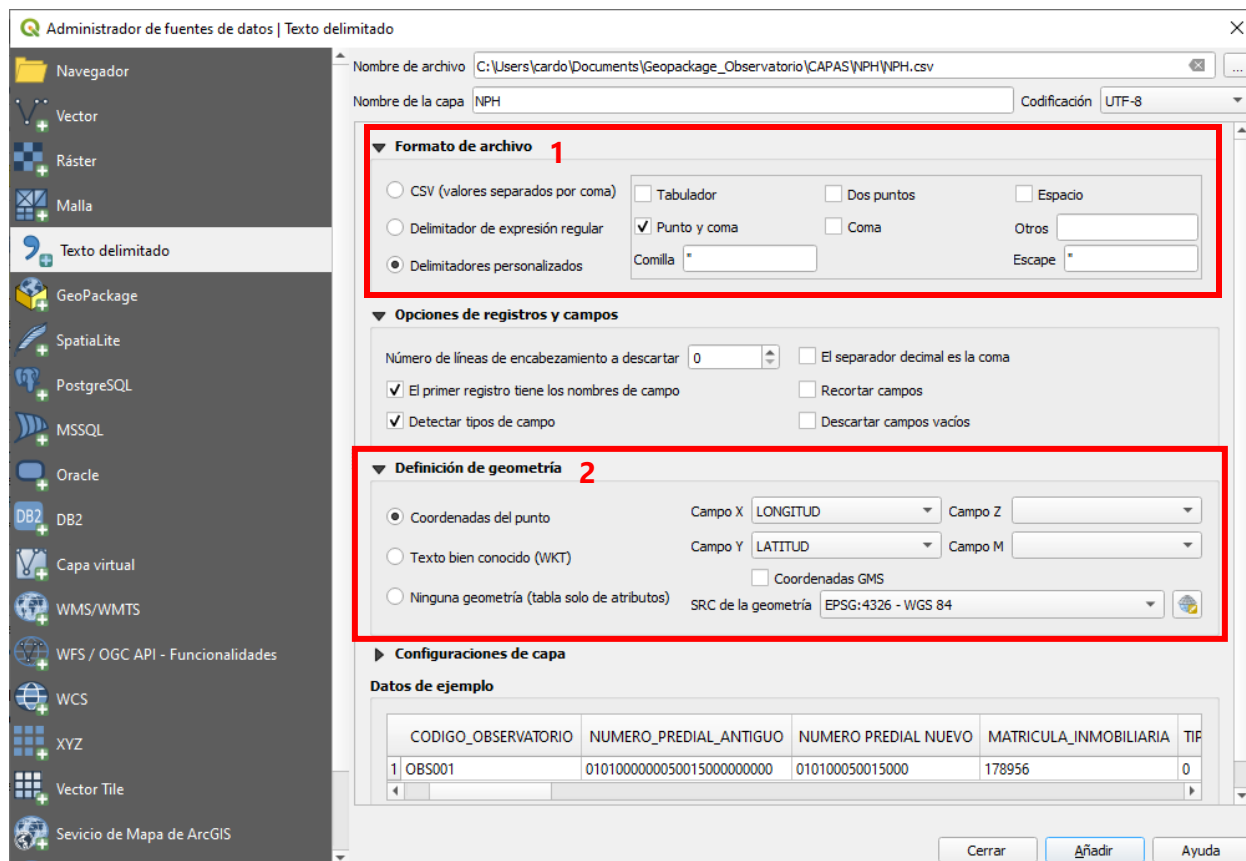 Administrador de fuentes de datos | Texto delimitado
Navegador
Vector
Ráster
Malla
Texto delimitado
GeoPackage
SpatiaLite
PostgreSQL
MSSQL
Oracle
DB2
DB2
Capa virtual
WMS/WMTS
WFS / OGC API - Funcionalidades
WCS
XYZ
Vector Tile
Sevicio de Mapa de ArcGIS
Nombre de archivo C:\Users\cardo\Documents\Geopackage_Observatorio\CAPAS\NPH\NPH.csv ...
Nombre de la capa NPH Codificación UTF-8
Formato de archivo 1
CSV (valores separados por coma) Tabulador Dos puntos Espacio
Delimitador de expresión regular Punto y coma Coma Otros
Delimitadores personalizados Comilla " Escape "
Opciones de registros y campos
Número de líneas de encabezamiento a descartar 0 El separador decimal es la coma
El primer registro tiene los nombres de campo Recortar campos
Detectar tipos de campo Descartar campos vacíos
Definición de geometría 2
Coordenadas del punto Campo X LONGITUD Campo Z
Texto bien conocido (WKT) Campo Y LATITUD Campo M
Coordenadas GMS
Ninguna geometría (tabla solo de atributos) SRC de la geometría EPSG:4326 - WGS 84
Configuraciones de capa
Datos de ejemplo
CODIGO_OBSERVATORIO NUMERO_PREDIAL_ANTIGUO NUMERO PREDIAL NUEVO MATRICULA_INMOBILIARIA TIP
1 OBS001 0101000000050015000000000 010100050015000 178956 0
Cerrar Añadir Ayuda